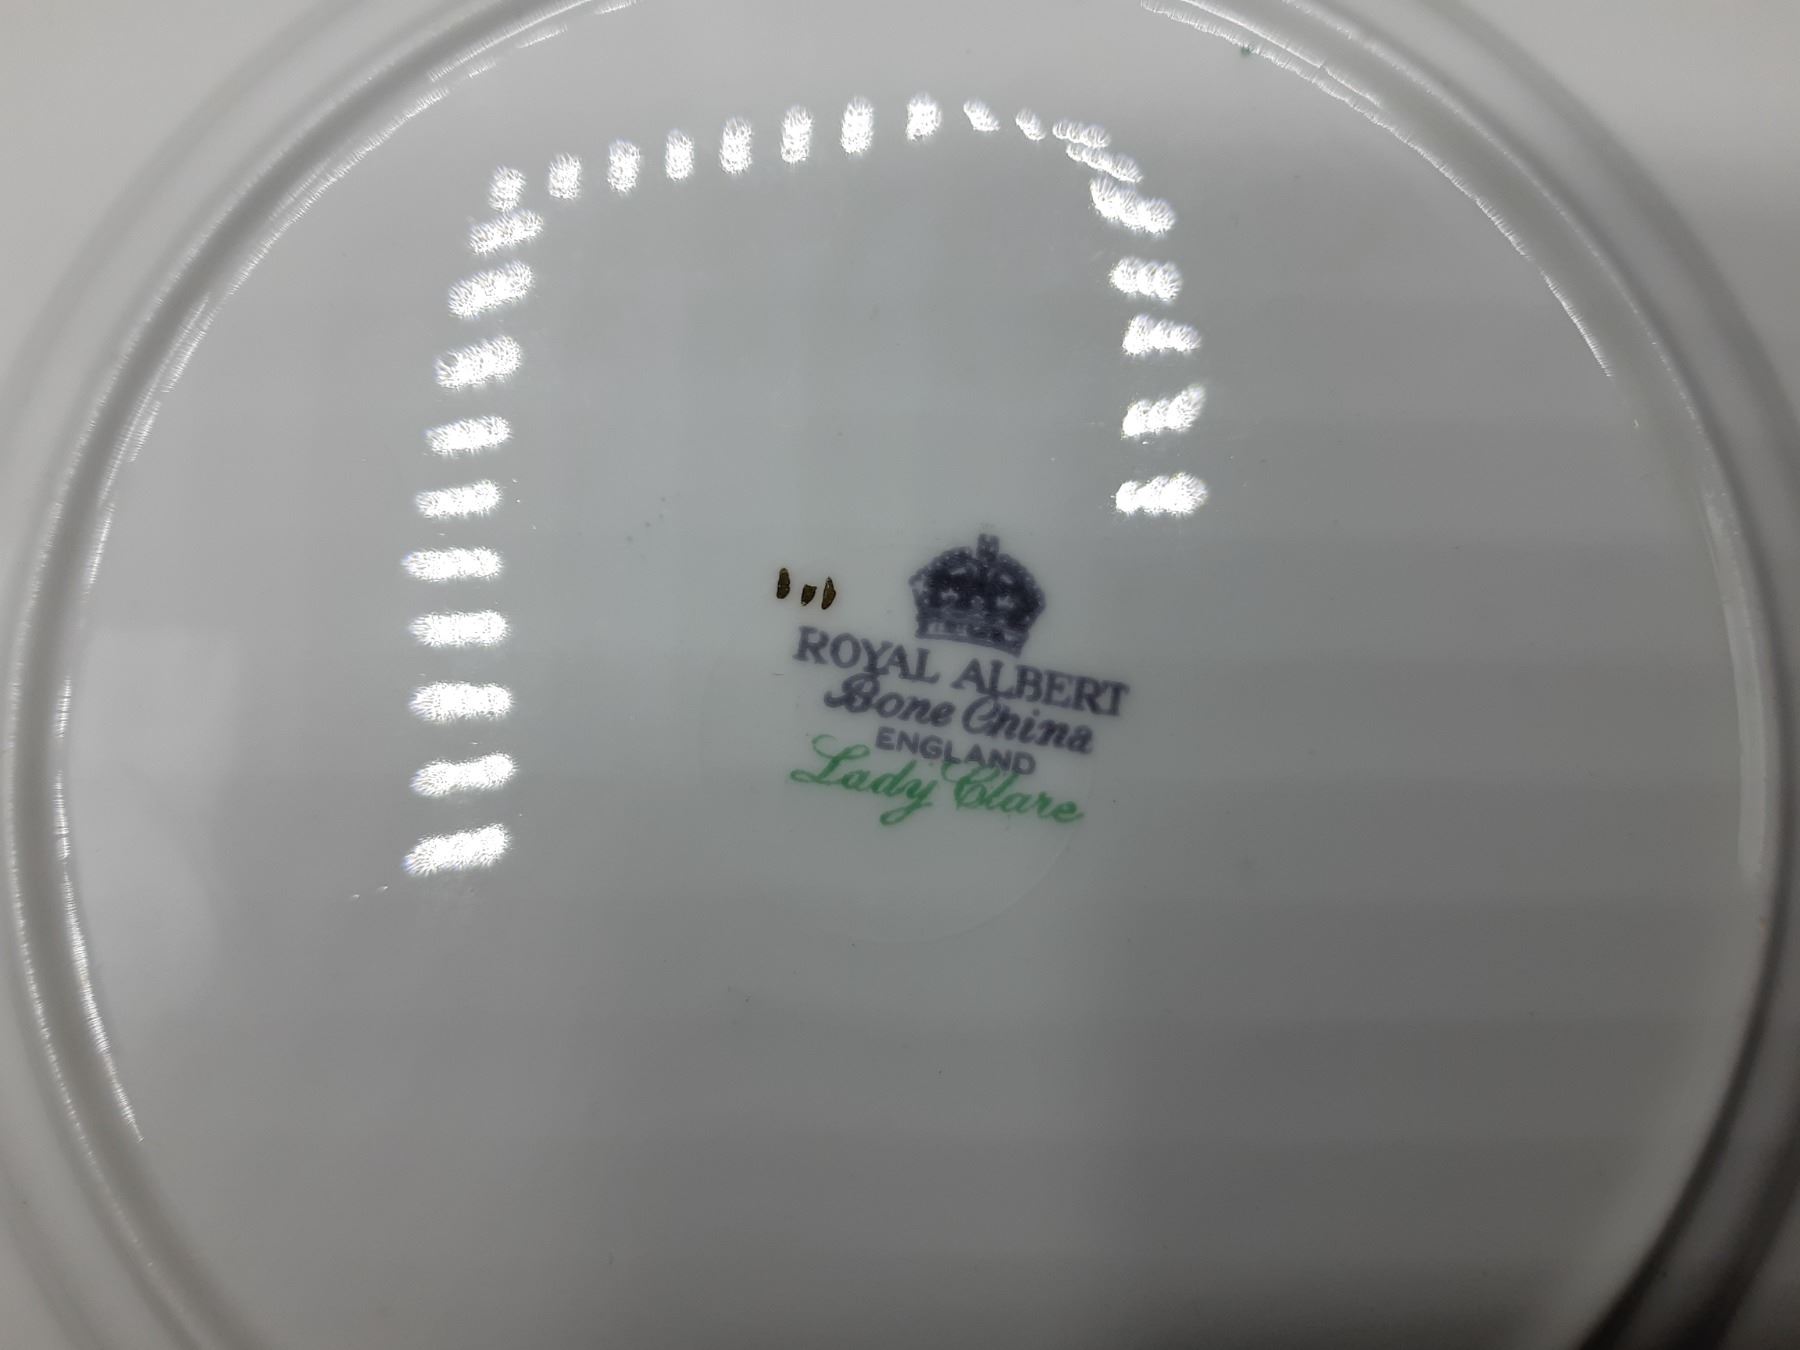 ROYAL ALBERT
Bone China
ENGLAND
Lady Clare